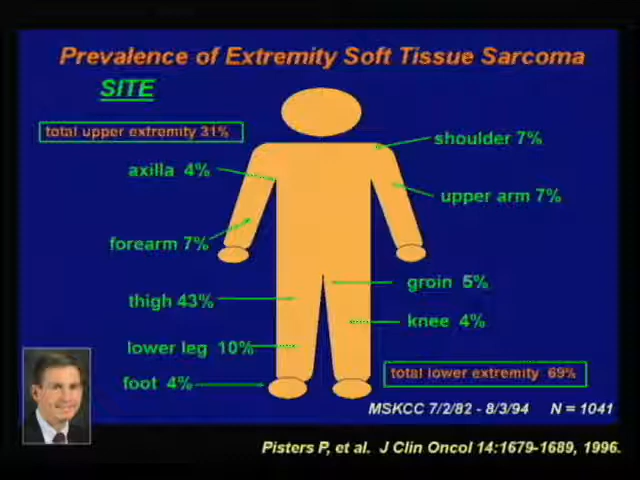 Prevalence of Extremity Soft Tissue Sarcoma
SITE
total upper extremity 31%
shoulder 7%
axilla 4%
upper arm 7%
forearm 7%
groin 5%
thigh 43%
knee 4%
lower leg 10%
total lower extremity 69%
foot 4%
MSKCC 7/2/82 - 8/3/94 N = 1041
Pisters P, et al. J Clin Oncol 14:1679-1689, 1996.